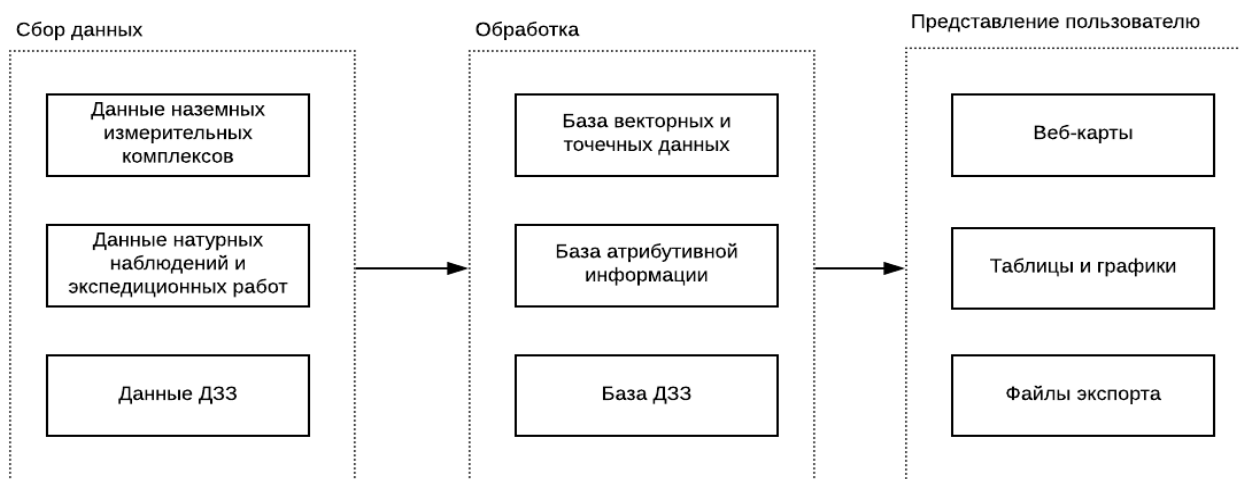 Сбор данных
Данные наземных
измерительных
комплексов
Данные натурных
наблюдений и
экспедиционных работ
Данные ДЗЗ
Обработка
База векторных и
точечных данных
База атрибутивной
информации
База ДЗЗ
Представление пользователю
Веб-карты
Таблицы и графики
Файлы экспорта